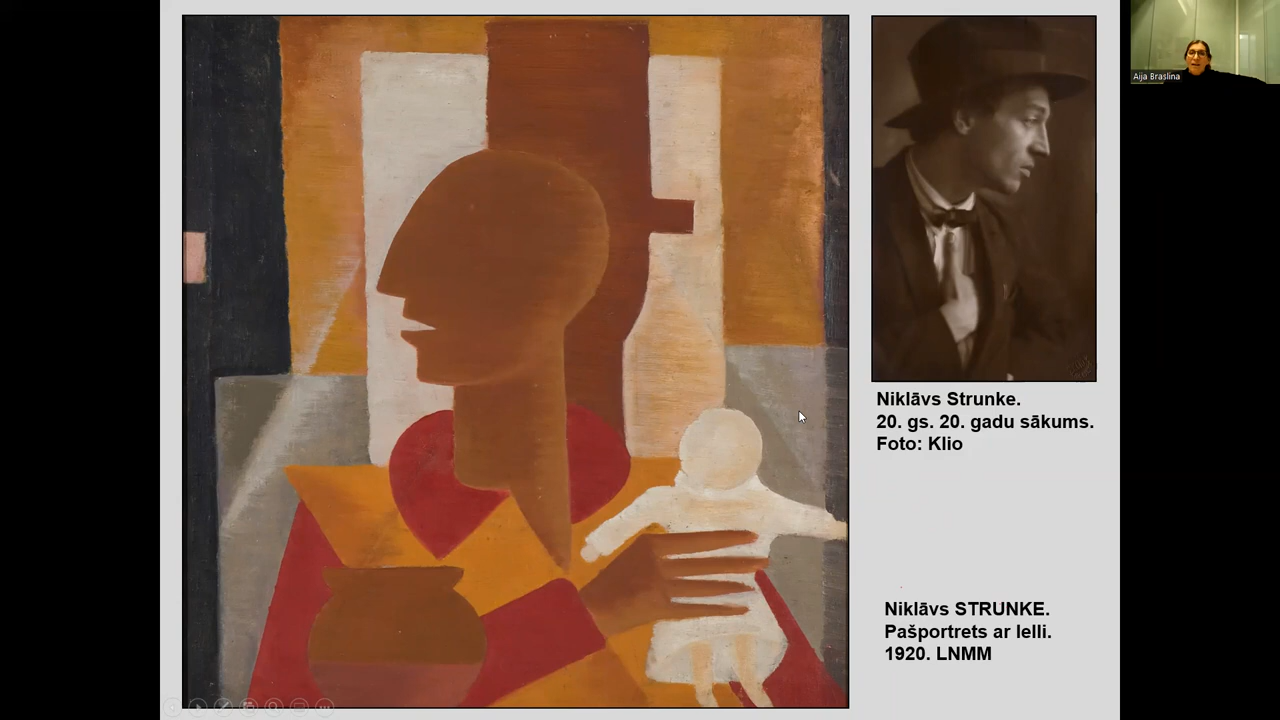 Aija Braslina
Niklāvs Strunke.
20. gs. 20. gadu sākums.
Foto: Klio
Niklāvs STRUNKE.
Pašportrets ar lelli.
1920. LNMM